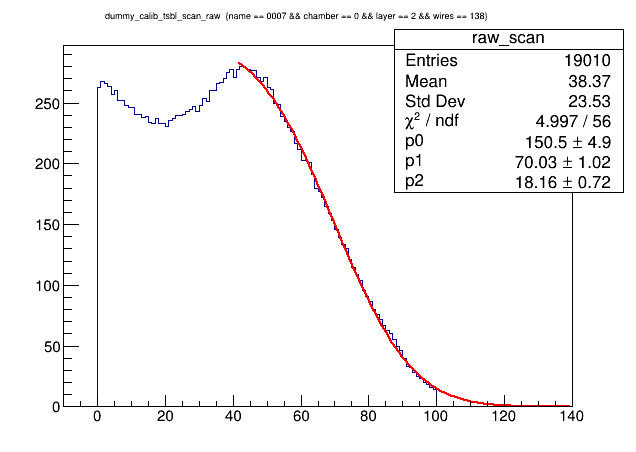 dummy_calib_tsbl_scan_raw (name == 0007 && chamber == 0 && layer == 2 && wires == 138)
raw_scan
Entries 19010
Mean 38.37
Std Dev 23.53
χ² / ndf 4.997 / 56
p0 150.5 ± 4.9
p1 70.03 ± 1.02
p2 18.16 ± 0.72
250
200
150
100
50
0
0 20 40 60 80 100 120 140